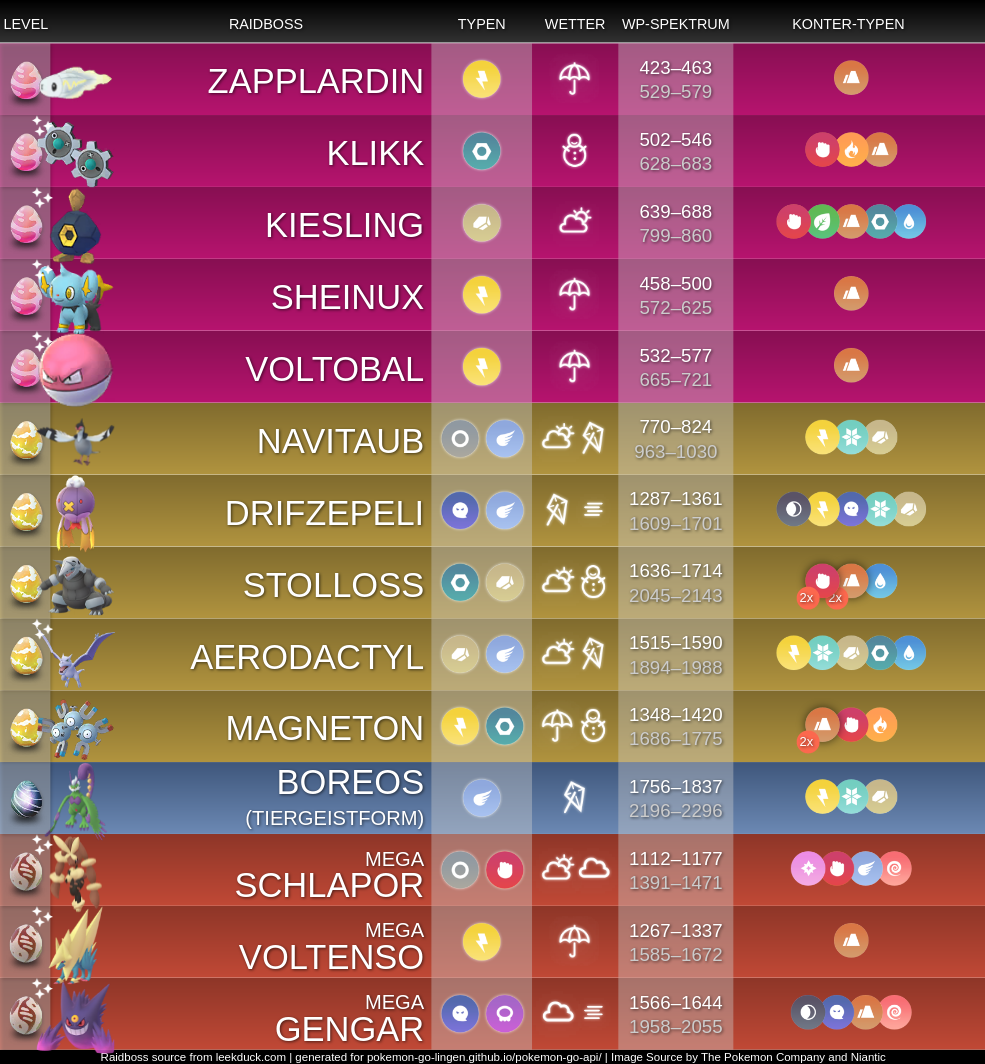 LEVEL RAIDBOSS TYPEN WETTER WP-SPEKTRUM KONTER-TYPEN
ZAPPLARDIN 423–463
529–579
KLIKK 502–546
628–683
KIESLING 639–688
799–860
SHEINUX 458–500
572–625
VOLTOBAL 532–577
665–721
NAVITAUB 770–824
963–1030
DRIFZEPELI 1287–1361
1609–1701
STOLLOSS 1636–1714
2045–2143 2x 2x
AERODACTYL 1515–1590
1894–1988
MAGNETON 1348–1420
1686–1775 2x
BOREOS 1756–1837
(TIERGEISTFORM) 2196–2296
MEGA 1112–1177
SCHLAPOR 1391–1471
MEGA 1267–1337
VOLTENSO 1585–1672
MEGA 1566–1644
GENGAR 1958–2055
Raidboss source from leekduck.com | generated for pokemon-go-lingen.github.io/pokemon-go-api/ | Image Source by The Pokemon Company and Niantic